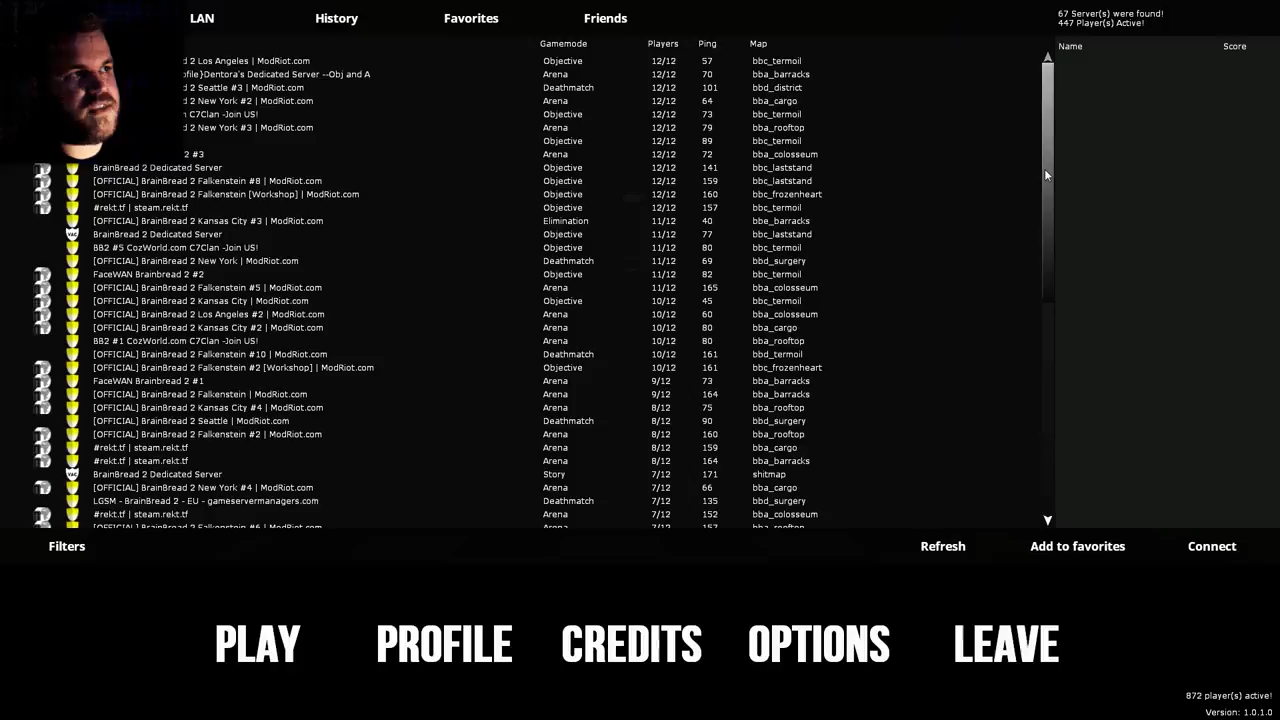 LAN History Favorites Friends
67 Server(s) were found!
447 Player(s) Active!
Gamemode Players Ping Map
Name Score
d 2 Los Angeles | ModRiot.com Objective 12/12 57 bbc_termoil
ofile}Dentora's Dedicated Server --Obj and A Arena 12/12 70 bba_barracks
d 2 Seattle #3 | ModRiot.com Deathmatch 12/12 101 bbd_district
d 2 New York #2 | ModRiot.com Arena 12/12 64 bba_cargo
n C7Clan -Join US! Objective 12/12 73 bbc_termoil
d 2 New York #3 | ModRiot.com Arena 12/12 79 bba_rooftop
Objective 12/12 89 bbc_termoil
2 #3 Arena 12/12 72 bba_colosseum
BrainBread 2 Dedicated Server Objective 12/12 141 bbc_laststand
[OFFICIAL] BrainBread 2 Falkenstein #8 | ModRiot.com Objective 12/12 159 bbc_laststand
[OFFICIAL] BrainBread 2 Falkenstein [Workshop] | ModRiot.com Objective 12/12 160 bbc_frozenheart
#rekt.tf | steam.rekt.tf Objective 12/12 157 bbc_termoil
[OFFICIAL] BrainBread 2 Kansas City #3 | ModRiot.com Elimination 11/12 40 bbe_barracks
VAC BrainBread 2 Dedicated Server Objective 11/12 77 bbc_laststand
BB2 #5 CozWorld.com C7Clan -Join US! Objective 11/12 80 bbc_termoil
[OFFICIAL] BrainBread 2 New York | ModRiot.com Deathmatch 11/12 69 bbd_surgery
FaceWAN Brainbread 2 #2 Objective 11/12 82 bbc_termoil
[OFFICIAL] BrainBread 2 Falkenstein #5 | ModRiot.com Arena 11/12 165 bba_colosseum
[OFFICIAL] BrainBread 2 Kansas City | ModRiot.com Objective 10/12 45 bbc_termoil
[OFFICIAL] BrainBread 2 Los Angeles #2 | ModRiot.com Arena 10/12 60 bba_colosseum
[OFFICIAL] BrainBread 2 Kansas City #2 | ModRiot.com Arena 10/12 80 bba_cargo
BB2 #1 CozWorld.com C7Clan -Join US! Arena 10/12 80 bba_rooftop
[OFFICIAL] BrainBread 2 Falkenstein #10 | ModRiot.com Deathmatch 10/12 161 bbd_termoil
[OFFICIAL] BrainBread 2 Falkenstein #2 [Workshop] | ModRiot.com Objective 10/12 161 bbc_frozenheart
FaceWAN Brainbread 2 #1 Arena 9/12 73 bba_barracks
[OFFICIAL] BrainBread 2 Falkenstein | ModRiot.com Arena 9/12 164 bba_barracks
[OFFICIAL] BrainBread 2 Kansas City #4 | ModRiot.com Arena 8/12 75 bba_rooftop
[OFFICIAL] BrainBread 2 Seattle | ModRiot.com Deathmatch 8/12 90 bbd_surgery
[OFFICIAL] BrainBread 2 Falkenstein #2 | ModRiot.com Arena 8/12 160 bba_rooftop
#rekt.tf | steam.rekt.tf Arena 8/12 159 bba_cargo
#rekt.tf | steam.rekt.tf Arena 8/12 164 bba_barracks
VAC BrainBread 2 Dedicated Server Story 7/12 171 shitmap
[OFFICIAL] BrainBread 2 New York #4 | ModRiot.com Arena 7/12 66 bba_cargo
LGSM - BrainBread 2 - EU - gameservermanagers.com Deathmatch 7/12 135 bbd_surgery
#rekt.tf | steam.rekt.tf Arena 7/12 152 bba_colosseum
[OFFICIAL] BrainBread 2 Falkenstein #6 | ModRiot.com Arena 7/12 157 bba_rooftop
Filters Refresh Add to favorites Connect
PLAY PROFILE CREDITS OPTIONS LEAVE
872 player(s) active!
Version: 1.0.1.0